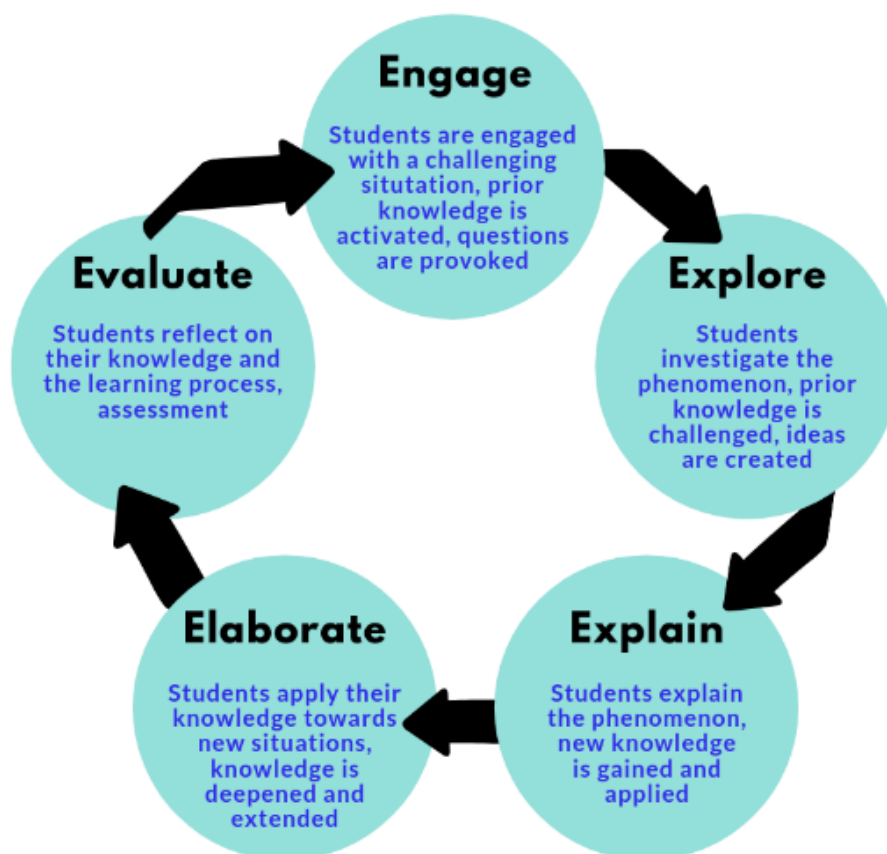 Engage
Students are engaged
with a challenging
situtation, prior
knowledge is
activated, questions
are provoked
Explore
Students
investigate the
phenomenon, prior
knowledge is
challenged, ideas
are created
Explain
Students explain
the phenomenon,
new knowledge
is gained and
applied
Elaborate
Students apply their
knowledge towards
new situations,
knowledge is
deepened and
extended
Evaluate
Students reflect on
their knowledge and
the learning process,
assessment